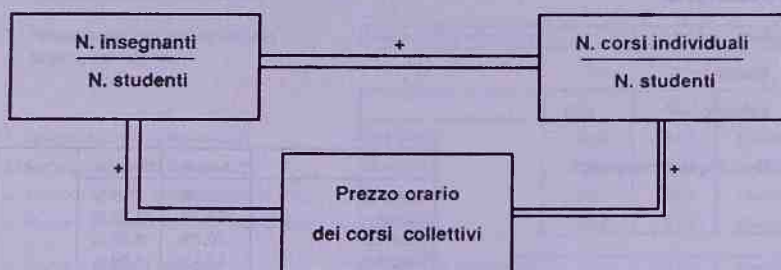 N. insegnanti
N. studenti
+
N. corsi individuali
N. studenti
+
+
Prezzo orario
dei corsi collettivi